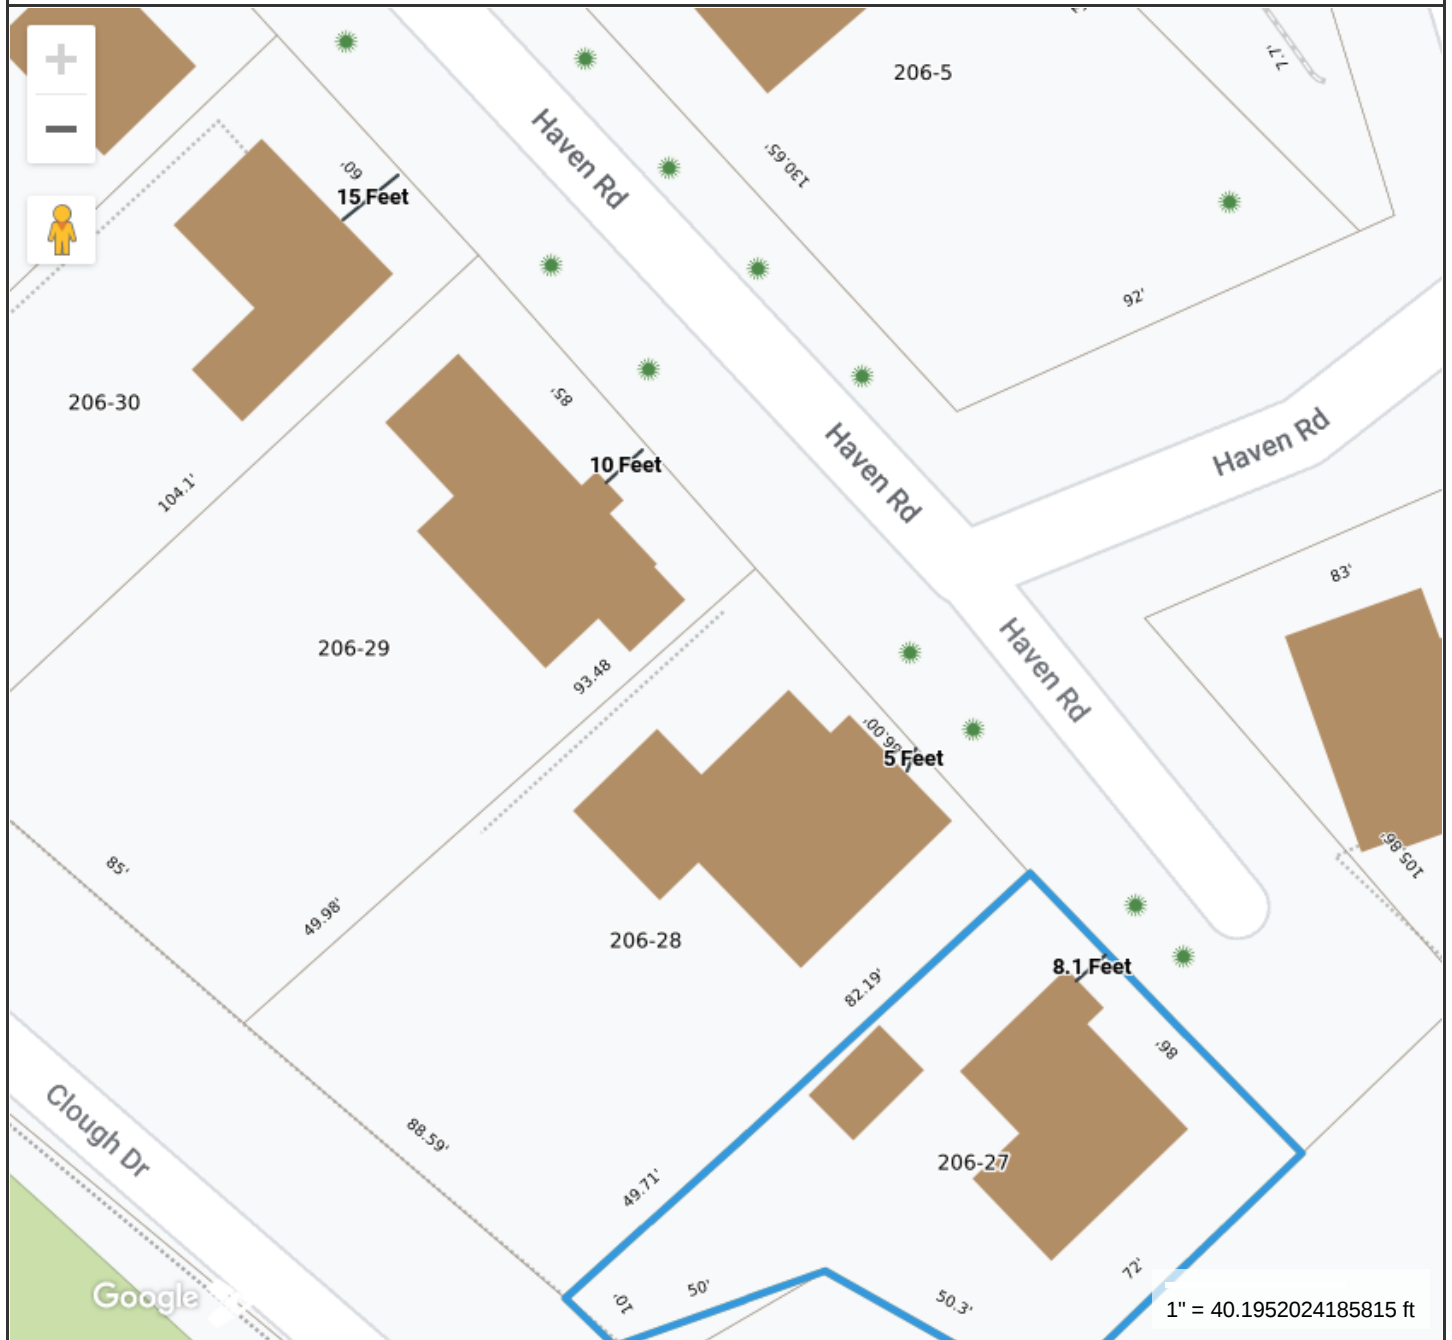 206-5
7.7'
Haven Rd
130.65'
60'
15 Feet
92'
206-30
85'
Haven Rd
Haven Rd
10 Feet
104.1'
83'
206-29
93.48
Haven Rd
5 Feet
85'
105.86'
49.98'
206-28
82.19'
8.1 Feet
98'
Clough Dr
88.59'
206-27
49.71'
72'
50'
10'
50.3'
Google
1" = 40.1952024185815 ft